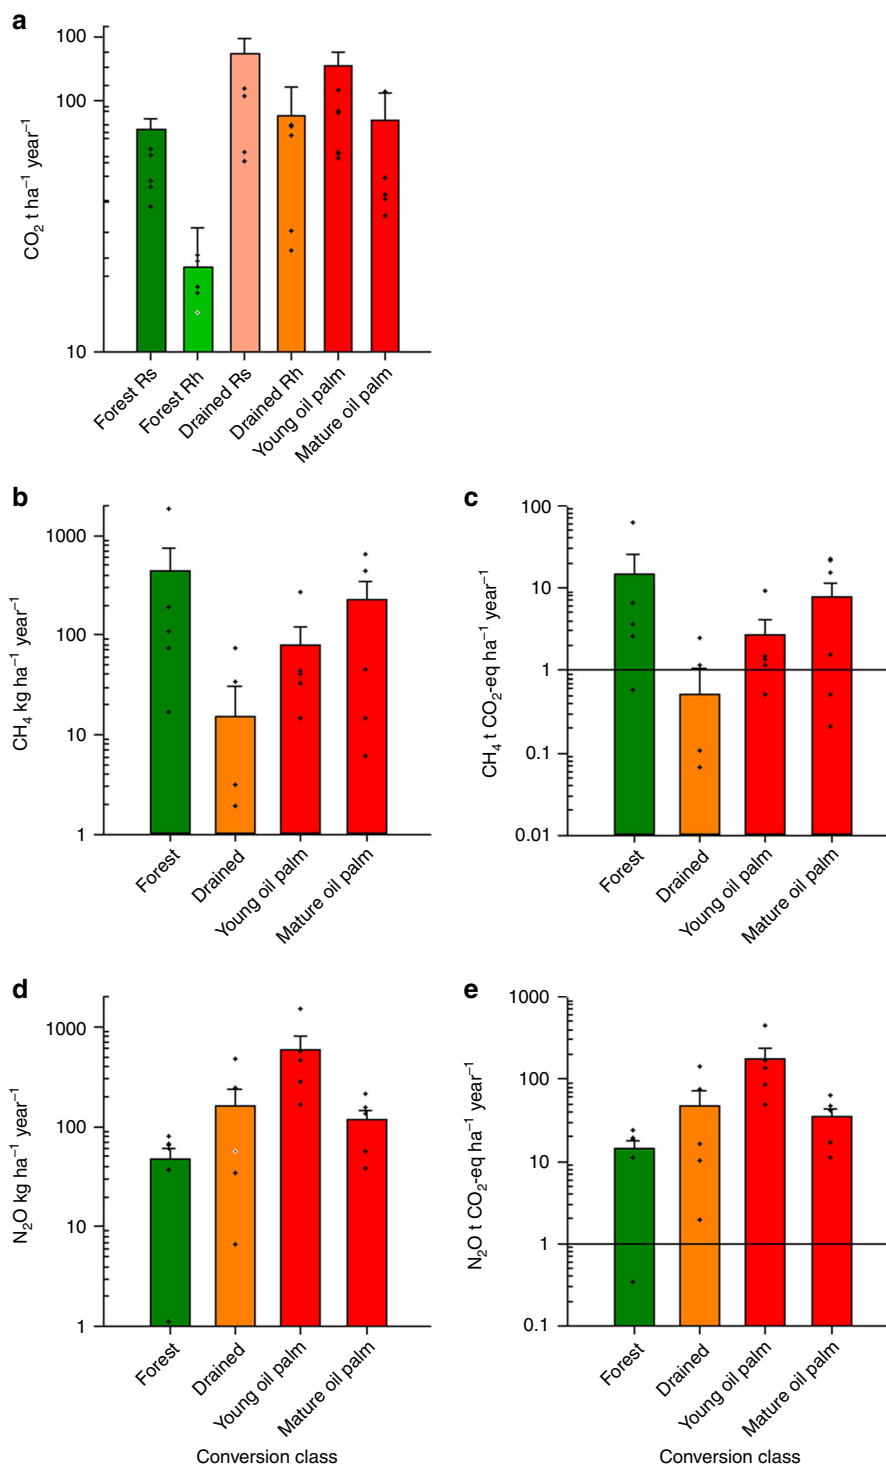 a
CO₂ t ha⁻¹ year⁻¹
100
100
10
Forest Rs
Forest Rh
Drained Rs
Drained Rh
Young oil palm
Mature oil palm
b
CH₄ kg ha⁻¹ year⁻¹
1000
100
10
1
Forest
Drained
Young oil palm
Mature oil palm
c
CH₄ t CO₂-eq ha⁻¹ year⁻¹
100
10
1
0.1
0.01
Forest
Drained
Young oil palm
Mature oil palm
d
N₂O kg ha⁻¹ year⁻¹
1000
100
10
1
Forest
Drained
Young oil palm
Mature oil palm
Conversion class
e
N₂O t CO₂-eq ha⁻¹ year⁻¹
1000
100
10
1
0.1
Forest
Drained
Young oil palm
Mature oil palm
Conversion class